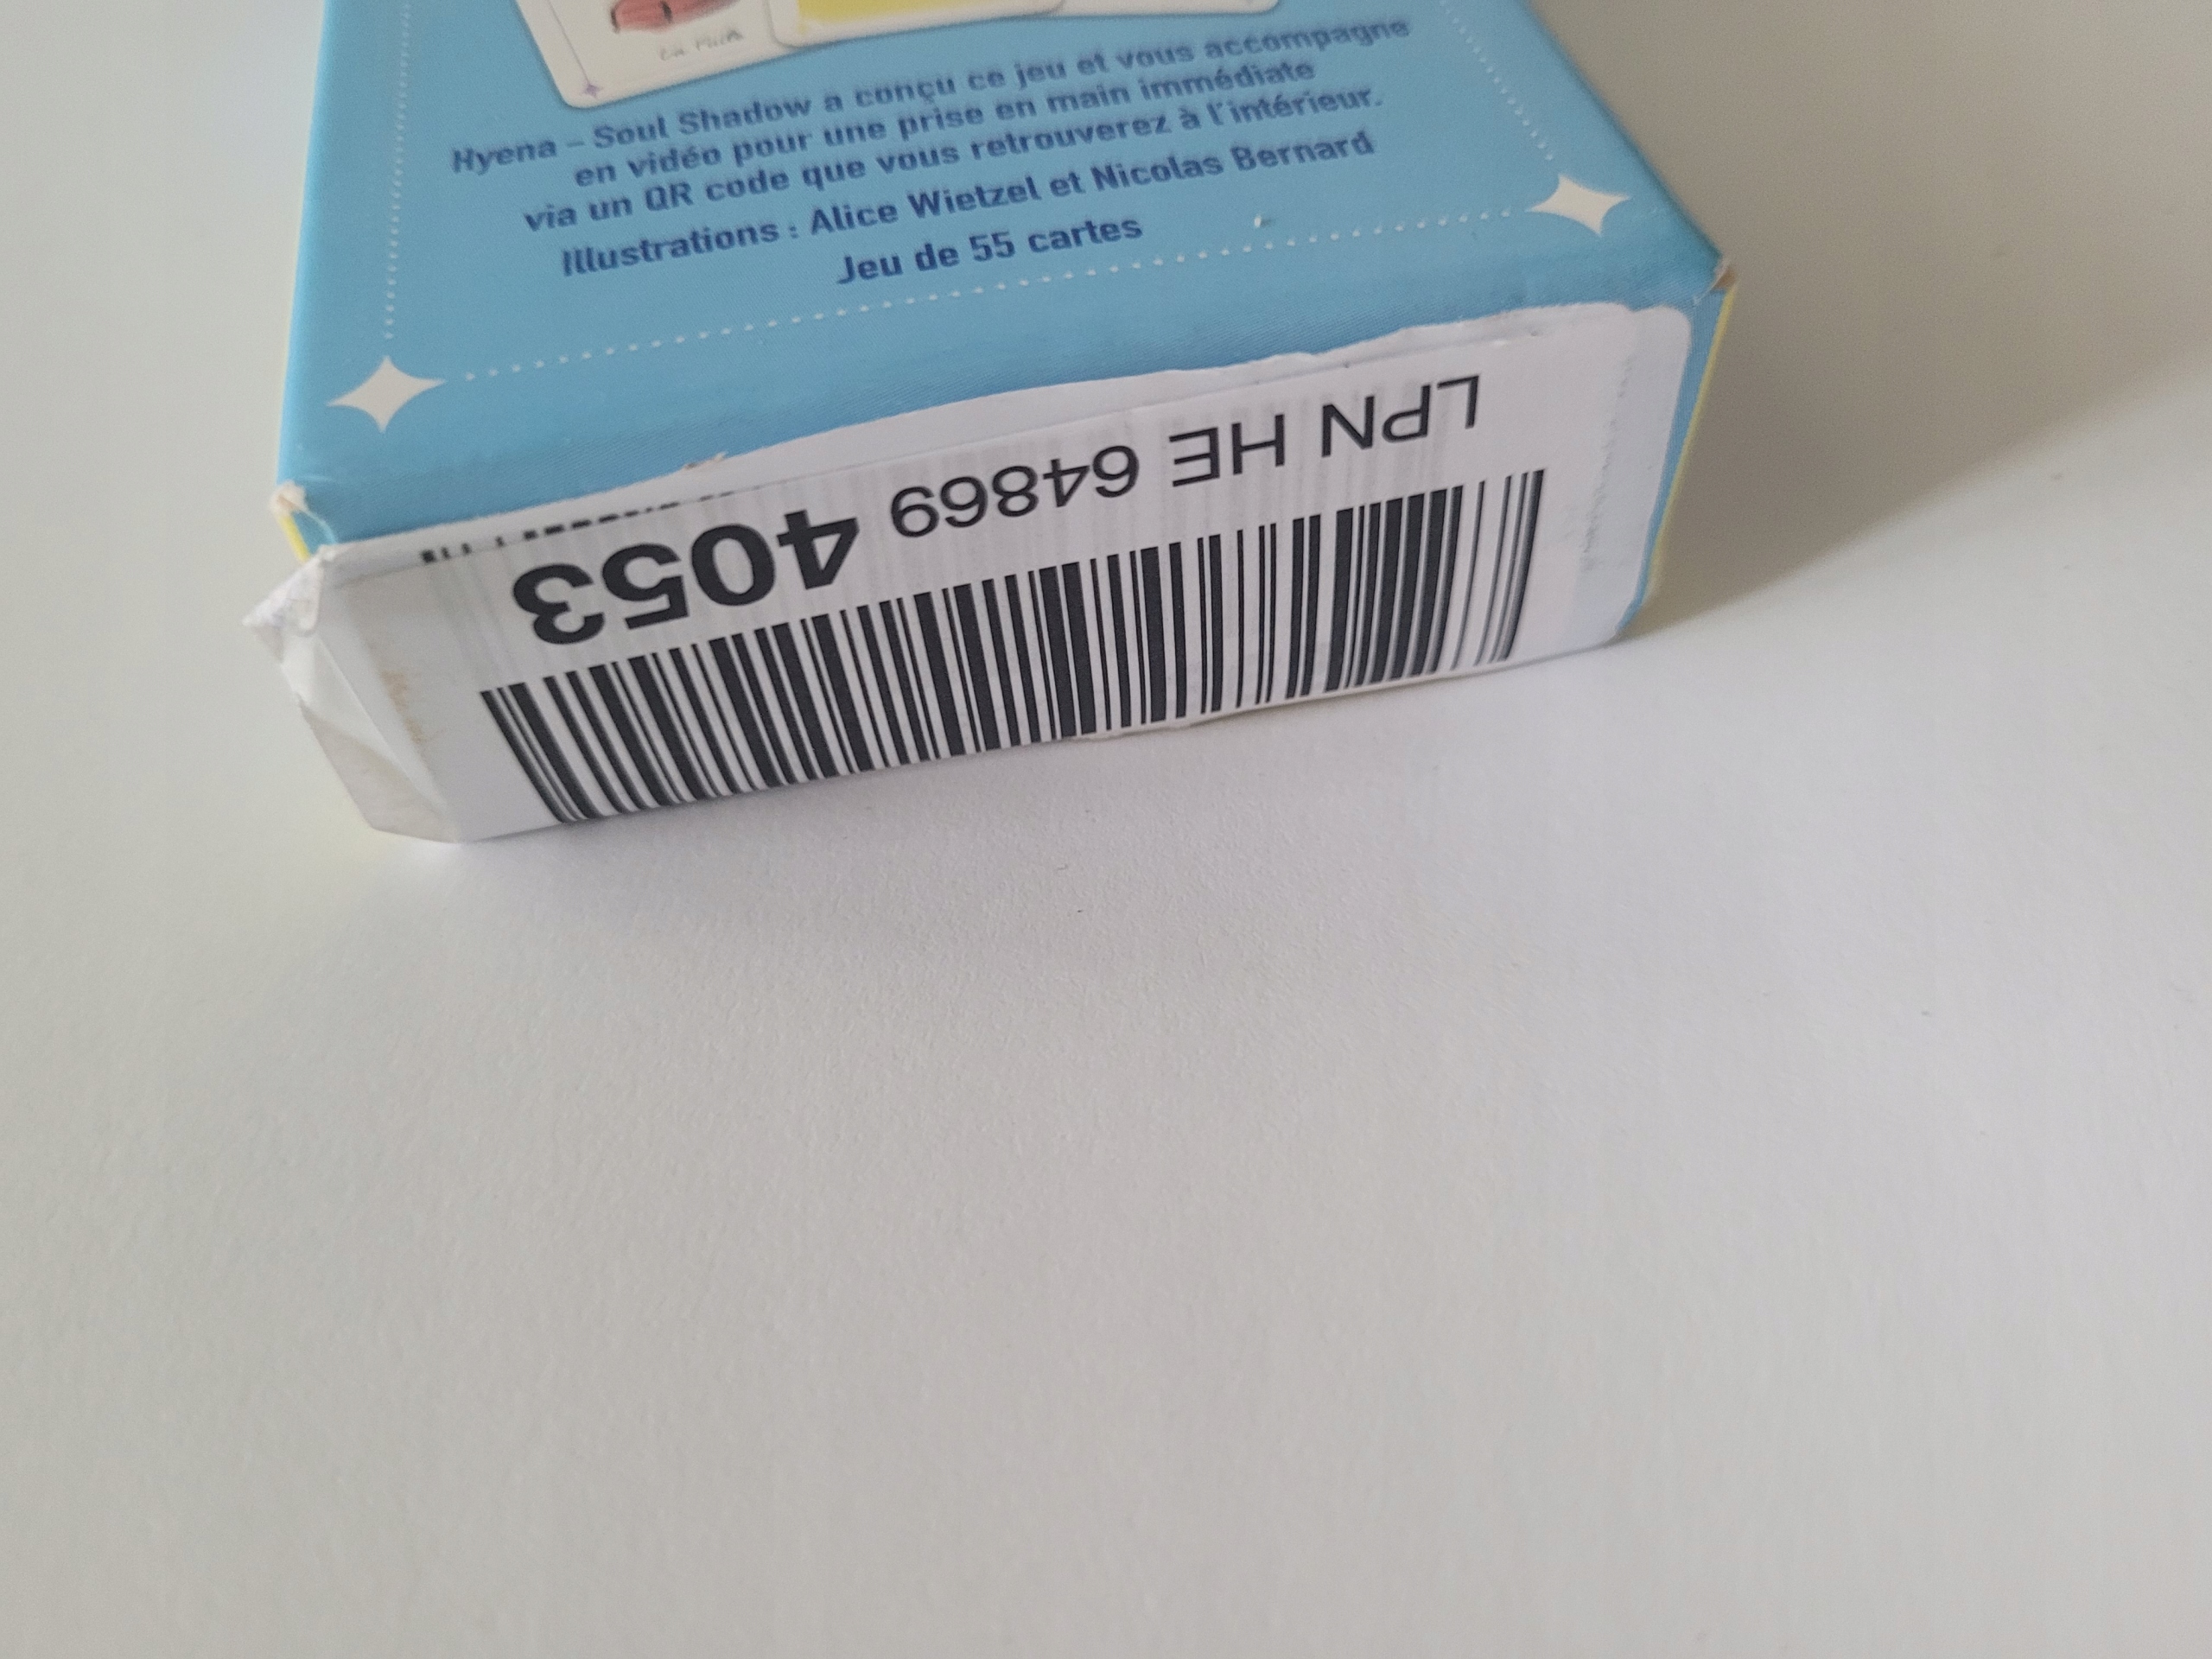 Hyena – Soul Shadow a conçu ce jeu et vous accompagne
en vidéo pour une prise en main immédiate
via un QR code que vous retrouverez à l'intérieur.
Illustrations : Alice Wietzel et Nicolas Bernard
Jeu de 55 cartes
LPN HE 64869 4053